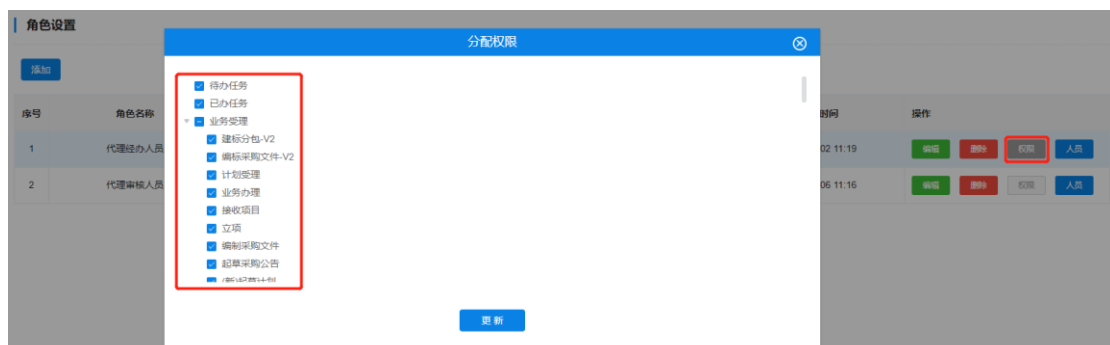 角色设置
分配权限
添加
待办任务
已办任务
业务受理
建标分包-V2
编标采购文件-V2
计划受理
业务办理
接收项目
立项
编制采购文件
起草采购公告
(新)起草计划
更新
序号 角色名称 时间 操作
1 代理经办人员 02 11:19 编辑 删除 权限 人员
2 代理审核人员 06 11:16 编辑 删除 权限 人员